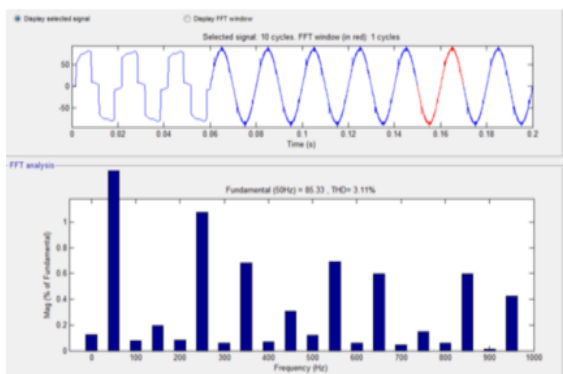 Display selected signal Display FFT window
Selected signal: 10 cycles. FFT window (in red): 1 cycles
50
0
-50
0 0.02 0.04 0.06 0.08 0.1 0.12 0.14 0.16 0.18 0.2
Time (s)
FFT analysis
Fundamental (50Hz) = 85.33 , THD= 3.11%
1
0.8
0.6
0.4
0.2
0
0 100 200 300 400 500 600 700 800 900 1000
Frequency (Hz)
Mag (% of Fundamental)